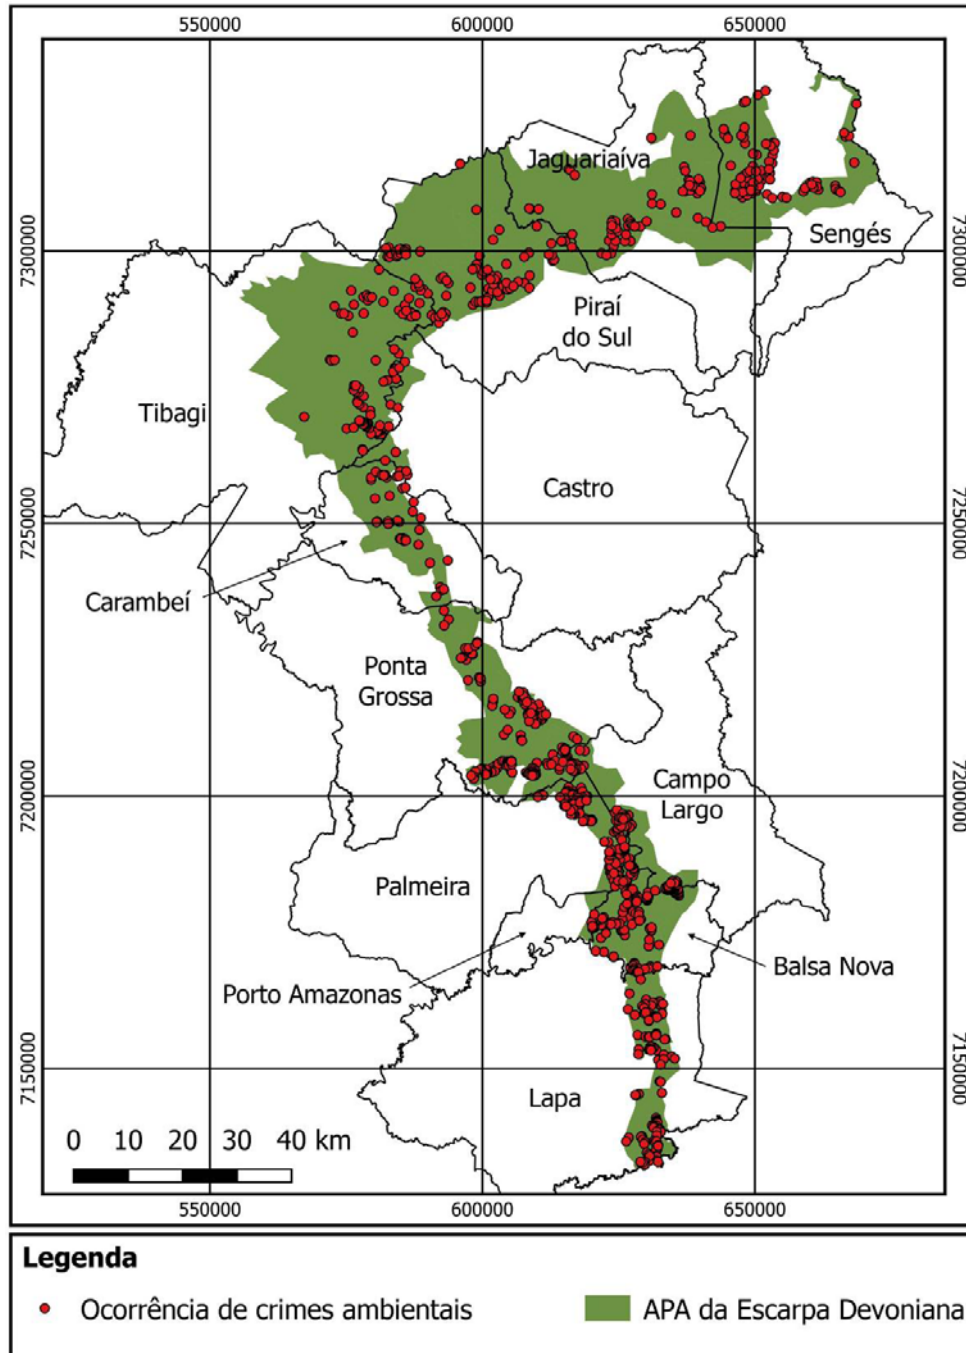 550000 600000 650000
Jaguariaíva
Sengés
7300000 7300000
Piraí
do Sul
Tibagi
Castro
7250000 7250000
Carambeí
Ponta
Grossa
Campo
Largo
7200000 7200000
Palmeira
Balsa Nova
Porto Amazonas
7150000 7150000
Lapa
0 10 20 30 40 km
550000 600000 650000
Legenda
Ocorrência de crimes ambientais
APA da Escarpa Devoniana